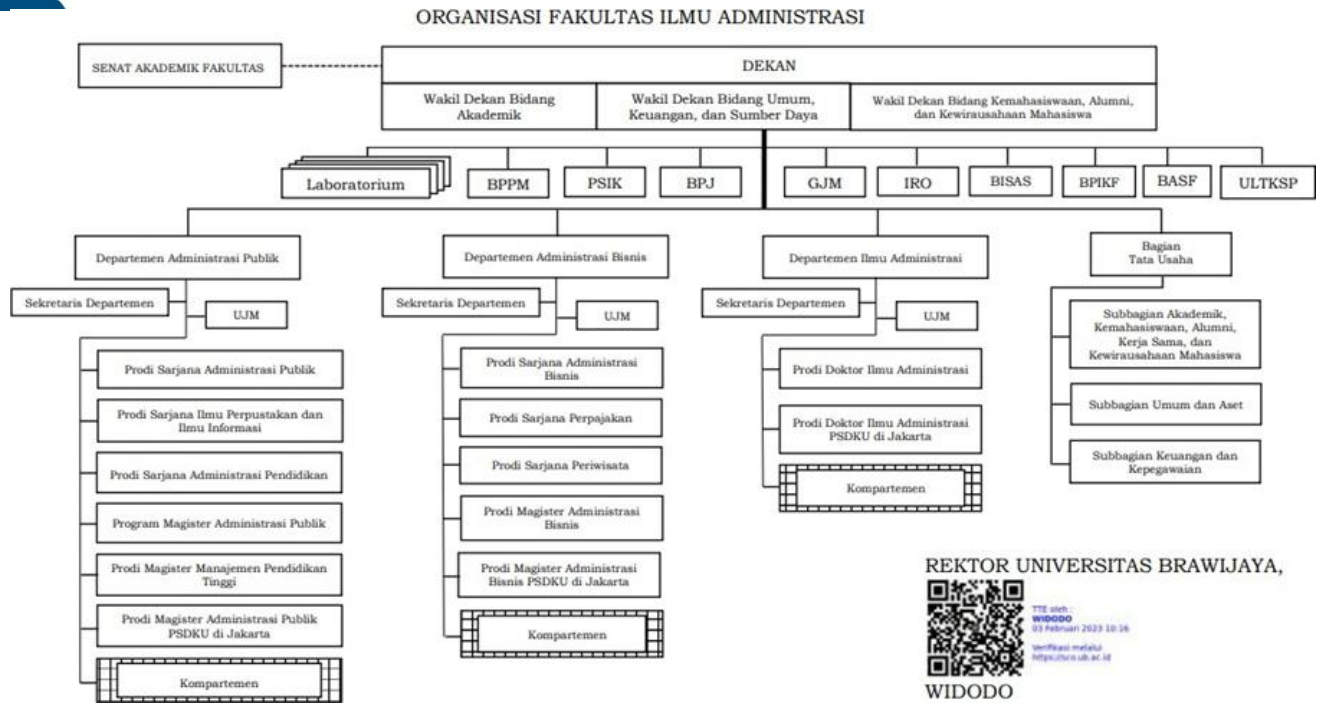 ORGANISASI FAKULTAS ILMU ADMINISTRASI
SENAT AKADEMIK FAKULTAS
DEKAN
Wakil Dekan Bidang
Akademik
Wakil Dekan Bidang Umum,
Keuangan, dan Sumber Daya
Wakil Dekan Bidang Kemahasiswaan, Alumni,
dan Kewirausahaan Mahasiswa
Laboratorium
BPPM
PSIK
BPJ
GJM
IRO
BISAS
BPIKF
BASF
ULTKSP
Departemen Administrasi Publik
Sekretaris Departemen
UJM
Prodi Sarjana Administrasi Publik
Prodi Sarjana Ilmu Perpustakan dan
Ilmu Informasi
Prodi Sarjana Administrasi Pendidikan
Program Magister Administrasi Publik
Prodi Magister Manajemen Pendidikan
Tinggi
Prodi Magister Administrasi Publik
PSDKU di Jakarta
Kompartemen
Departemen Administrasi Bisnis
Sekretaris Departemen
UJM
Prodi Sarjana Administrasi
Bisnis
Prodi Sarjana Perpajakan
Prodi Sarjana Periwisata
Prodi Magister Administrasi
Bisnis
Prodi Magister Administrasi
Bisnis PSDKU di Jakarta
Kompartemen
Departemen Ilmu Administrasi
Sekretaris Departemen
UJM
Prodi Doktor Ilmu Administrasi
Prodi Doktor Ilmu Administrasi
PSDKU di Jakarta
Kompartemen
Bagian
Tata Usaha
Subbagian Akademik,
Kemahasiswaan, Alumni,
Kerja Sama, dan
Kewirausahaan Mahasiswa
Subbagian Umum dan Aset
Subbagian Keuangan dan
Kepegawaian
REKTOR UNIVERSITAS BRAWIJAYA,
TTE oleh :
WIDODO
03 Februari 2023 10:16
Verifikasi melalui
https://sco.ub.ac.id
WIDODO